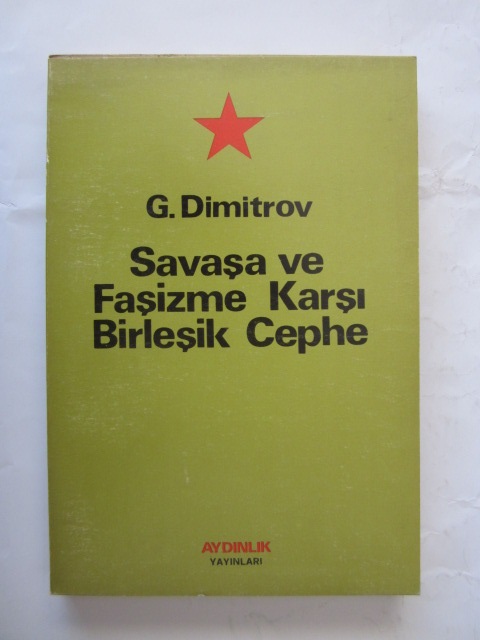 G. Dimitrov
Savaşa ve
Faşizme Karşı
Birleşik Cephe
AYDINLIK
YAYINLARI